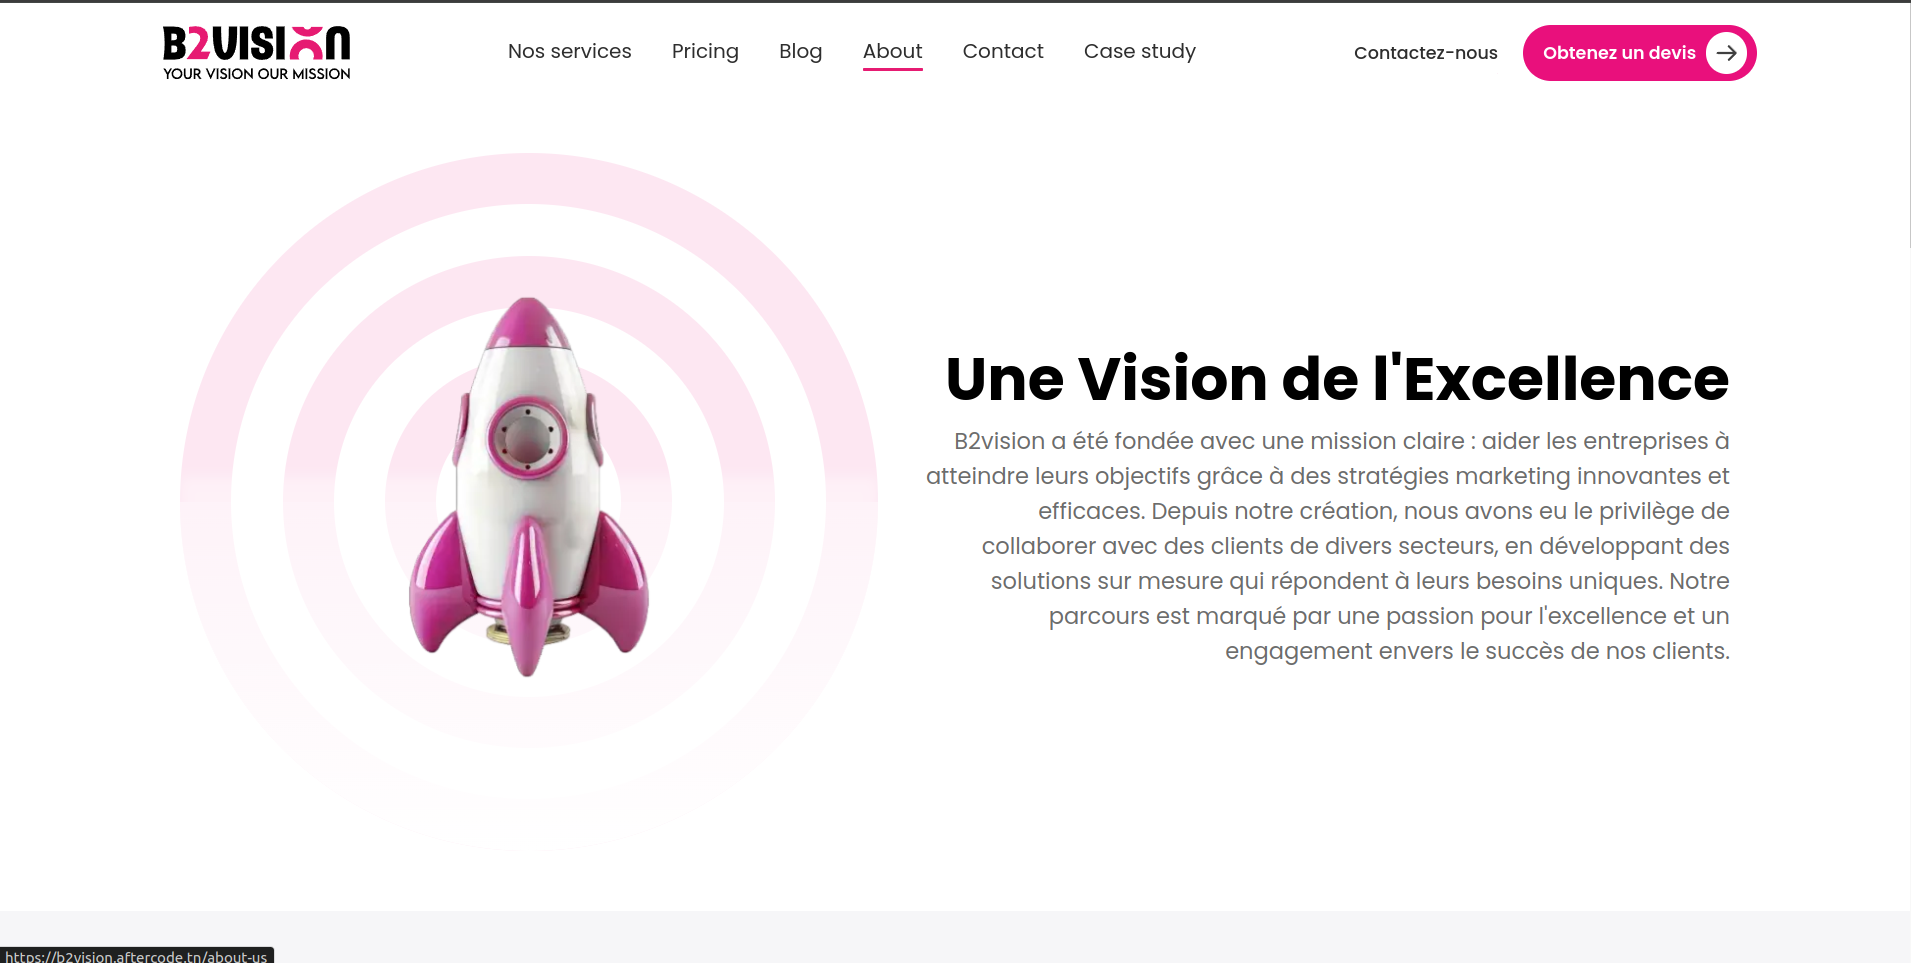 B2VISION
YOUR VISION OUR MISSION
Nos services
Pricing
Blog
About
Contact
Case study
Contactez-nous
Obtenez un devis
Une Vision de l'Excellence
B2vision a été fondée avec une mission claire : aider les entreprises à
atteindre leurs objectifs grâce à des stratégies marketing innovantes et
efficaces. Depuis notre création, nous avons eu le privilège de
collaborer avec des clients de divers secteurs, en développant des
solutions sur mesure qui répondent à leurs besoins uniques. Notre
parcours est marqué par une passion pour l'excellence et un
engagement envers le succès de nos clients.
https://b2vision.aftercode.tn/about-us